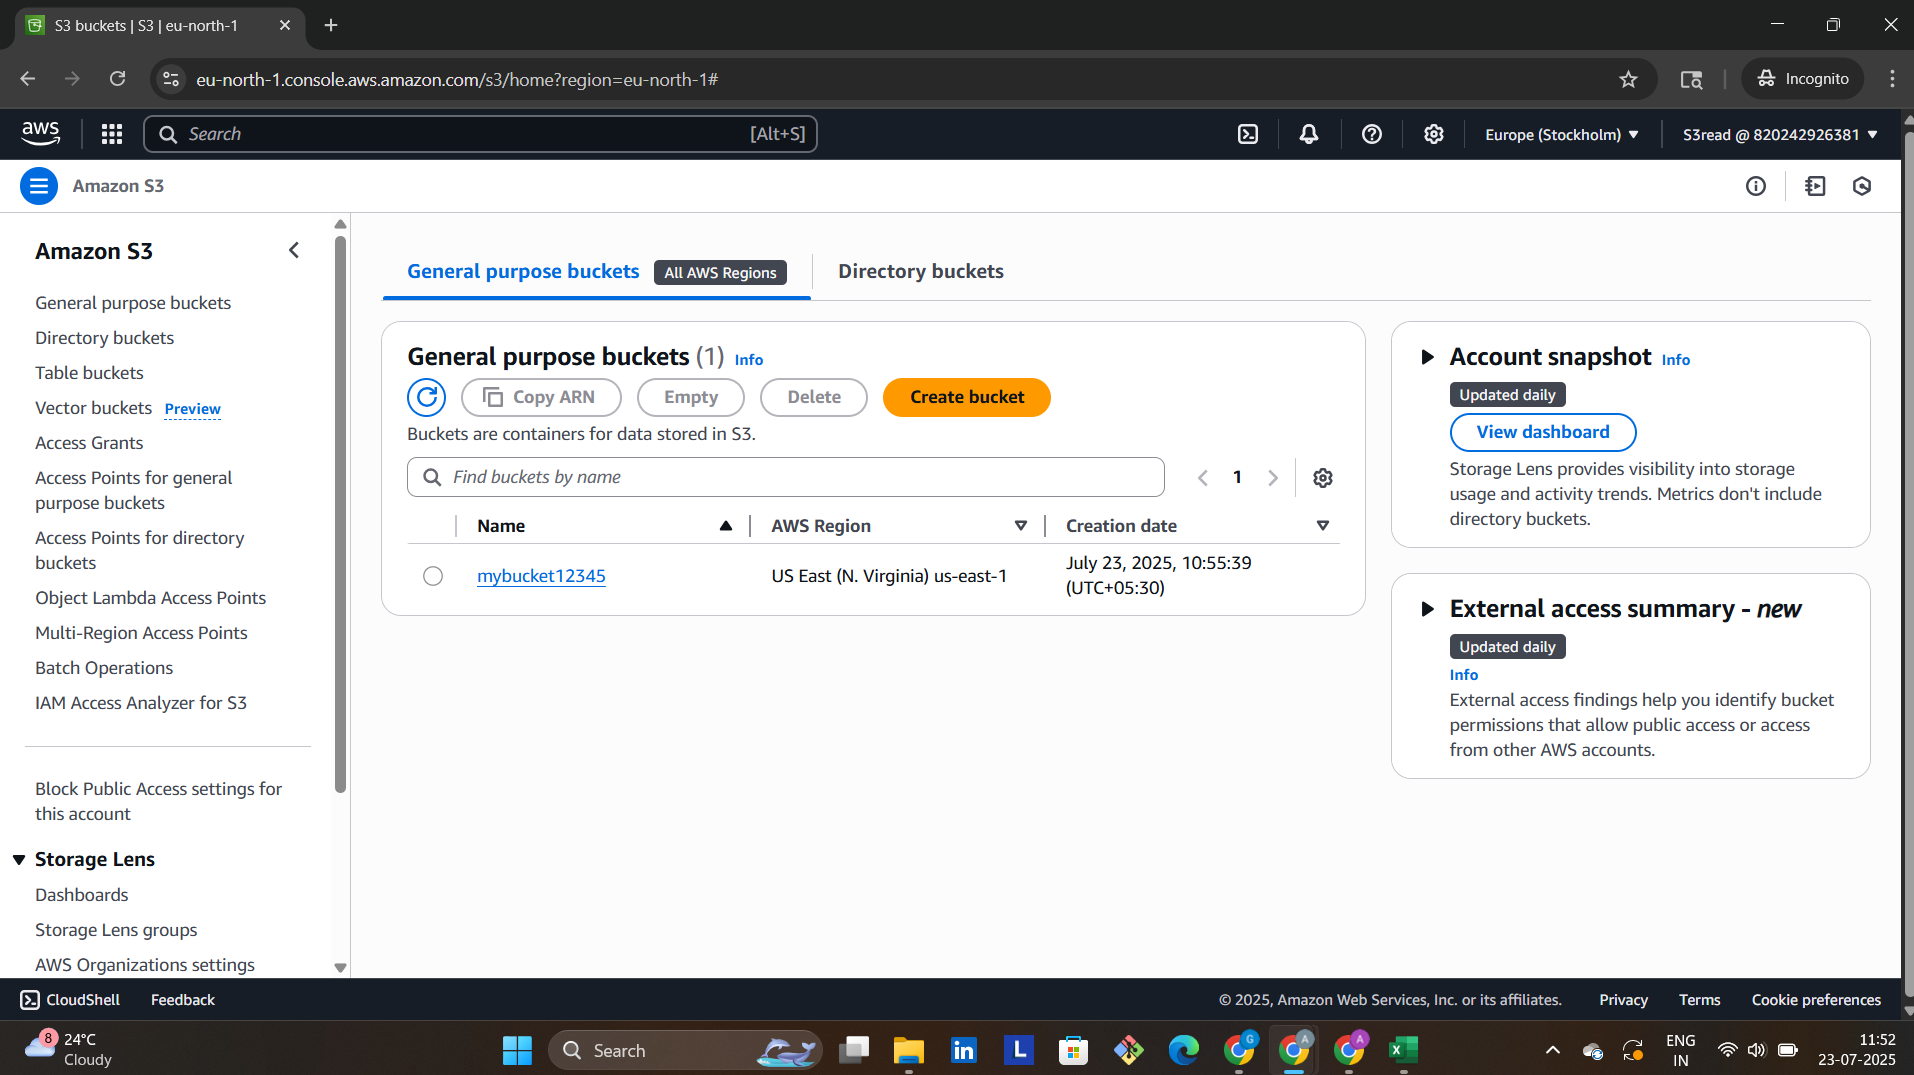 S3 buckets | S3 | eu-north-1
eu-north-1.console.aws.amazon.com/s3/home?region=eu-north-1#
Incognito
aws
Search
[Alt+S]
Europe (Stockholm)
S3read @ 820242926381
Amazon S3
Amazon S3
General purpose buckets
Directory buckets
Table buckets
Vector buckets Preview
Access Grants
Access Points for general
purpose buckets
Access Points for directory
buckets
Object Lambda Access Points
Multi-Region Access Points
Batch Operations
IAM Access Analyzer for S3
Block Public Access settings for
this account
Storage Lens
Dashboards
Storage Lens groups
AWS Organizations settings
General purpose buckets All AWS Regions
Directory buckets
General purpose buckets (1) Info
Copy ARN
Empty
Delete
Create bucket
Buckets are containers for data stored in S3.
Find buckets by name
1
Name
AWS Region
Creation date
mybucket12345
US East (N. Virginia) us-east-1
July 23, 2025, 10:55:39
(UTC+05:30)
Account snapshot Info
Updated daily
View dashboard
Storage Lens provides visibility into storage
usage and activity trends. Metrics don't include
directory buckets.
External access summary - new
Updated daily
Info
External access findings help you identify bucket
permissions that allow public access or access
from other AWS accounts.
CloudShell
Feedback
© 2025, Amazon Web Services, Inc. or its affiliates.
Privacy
Terms
Cookie preferences
8
24°C
Cloudy
Search
in
L
G
A
A
X
ENG
IN
11:52
23-07-2025